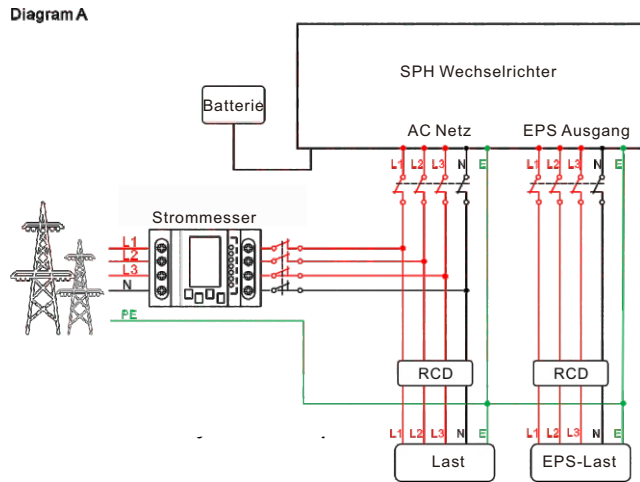 Diagram A
SPH Wechselrichter
Batterie
AC Netz
EPS Ausgang
L1 L2 L3 N E
L1 L2 L3 N E
Strommesser
L1
L2
L3
N
PE
RCD
RCD
L1 L2 L3 N E
L1 L2 L3 N E
Last
EPS-Last